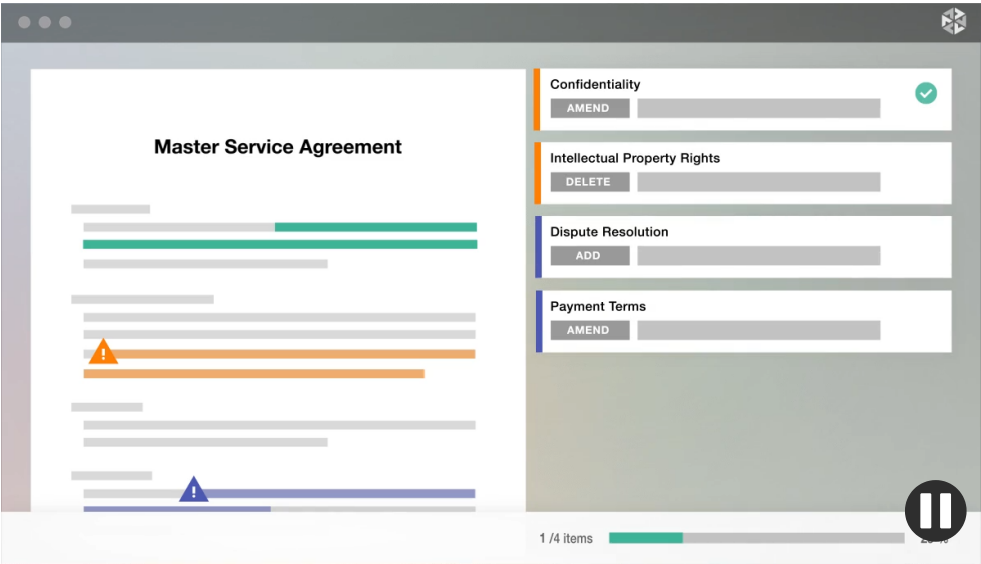 Master Service Agreement
Confidentiality
AMEND
Intellectual Property Rights
DELETE
Dispute Resolution
ADD
Payment Terms
AMEND
1 /4 items